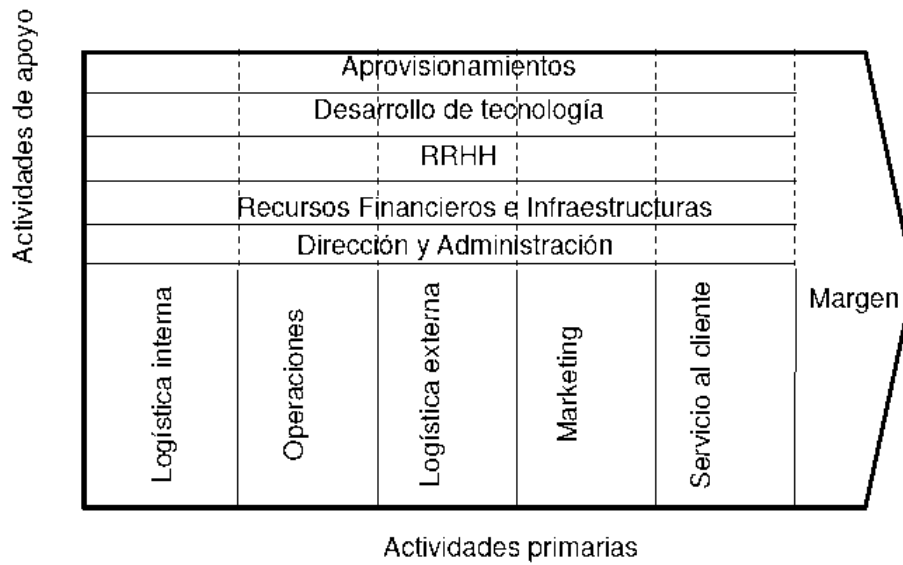 Actividades de apoyo
Aprovisionamientos
Desarrollo de tecnología
RRHH
Recursos Financieros e Infraestructuras
Dirección y Administración
Logística interna
Operaciones
Logística externa
Marketing
Servicio al cliente
Margen
Actividades primarias